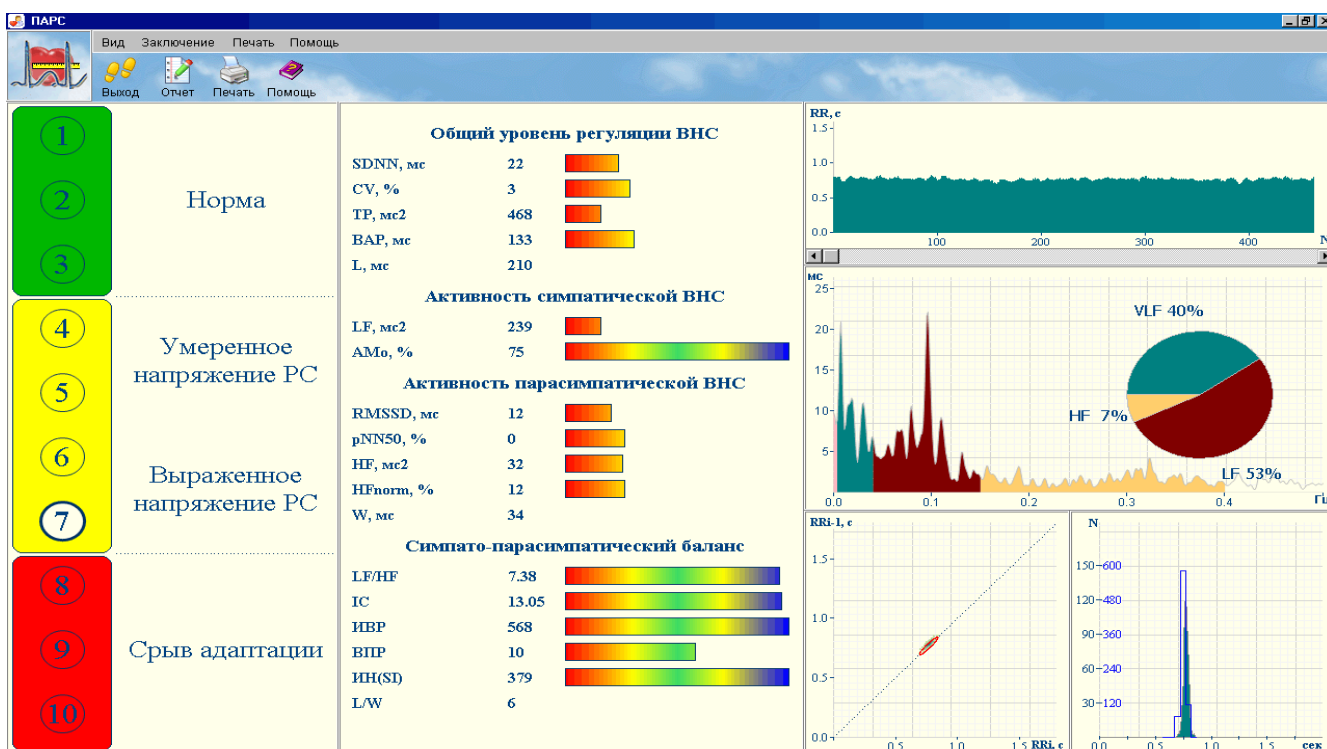 ПАРС
Вид Заключение Печать Помощь
Выход Отчет Печать Помощь
1
2
3
Норма
4
5
6
7
Умеренное
напряжение РС
Выраженное
напряжение РС
8
9
10
Срыв адаптации
Общий уровень регуляции ВНС
SDNN, мс 22
CV, % 3
TP, мс2 468
ВАР, мс 133
L, мс 210
Активность симпатической ВНС
LF, мс2 239
АМо, % 75
Активность парасимпатической ВНС
RMSSD, мс 12
pNN50, % 0
HF, мс2 32
HFnorm, % 12
W, мс 34
Симпато-парасимпатический баланс
LF/HF 7.38
IC 13.05
ИВР 568
ВПР 10
ИН(SI) 379
L/W 6
RR, с
1.5
1.0
0.5
0.0
100 200 300 400 N
мс
25
20
15
10
5
0.0 0.1 0.2 0.3 0.4 Гц
VLF 40%
HF 7%
LF 53%
RRi-1, с
1.5
1.0
0.5
0.0
0.5 1.0 1.5 RRi, с
N
150 600
120 480
90 360
60 240
30 120
0.0 0.5 1.0 1.5 сек